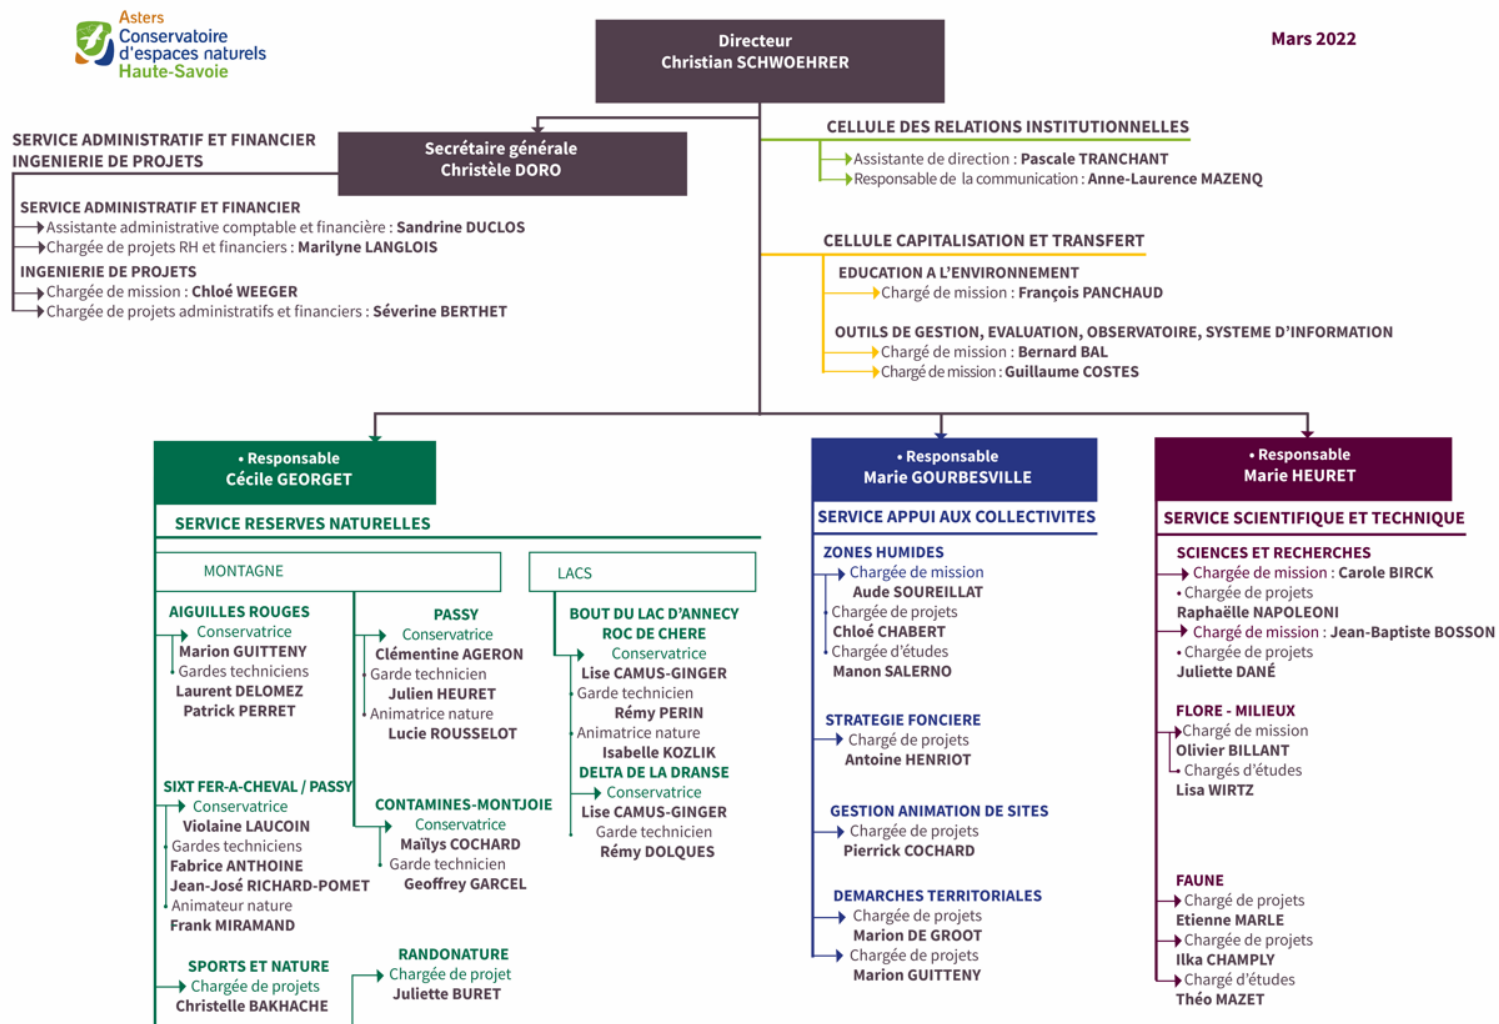 Asters
Conservatoire
d'espaces naturels
Haute-Savoie
Directeur
Christian SCHWOEHRER
Mars 2022
SERVICE ADMINISTRATIF ET FINANCIER
INGENIERIE DE PROJETS
Secrétaire générale
Christèle DORO
SERVICE ADMINISTRATIF ET FINANCIER
Assistante administrative comptable et financière : Sandrine DUCLOS
Chargée de projets RH et financiers : Marilyne LANGLOIS
INGENIERIE DE PROJETS
Chargée de mission : Chloé WEEGER
Chargée de projets administratifs et financiers : Séverine BERTHET
CELLULE DES RELATIONS INSTITUTIONNELLES
Assistante de direction : Pascale TRANCHANT
Responsable de la communication : Anne-Laurence MAZENQ
CELLULE CAPITALISATION ET TRANSFERT
EDUCATION A L'ENVIRONNEMENT
Chargé de mission : François PANCHAUD
OUTILS DE GESTION, EVALUATION, OBSERVATOIRE, SYSTEME D'INFORMATION
Chargé de mission : Bernard BAL
Chargé de mission : Guillaume COSTES
• Responsable
Cécile GEORGET
SERVICE RESERVES NATURELLES
MONTAGNE
AIGUILLES ROUGES
Conservatrice
Marion GUITTENY
Gardes techniciens
Laurent DELOMEZ
Patrick PERRET
SIXT FER-A-CHEVAL / PASSY
Conservatrice
Violaine LAUCOIN
Gardes techniciens
Fabrice ANTHOINE
Jean-José RICHARD-POMET
Animateur nature
Frank MIRAMAND
SPORTS ET NATURE
Chargée de projets
Christelle BAKHACHE
PASSY
Conservatrice
Clémentine AGERON
Garde technicien
Julien HEURET
Animatrice nature
Lucie ROUSSELOT
CONTAMINES-MONTJOIE
Conservatrice
Maïlys COCHARD
Garde technicien
Geoffrey GARCEL
RANDONATURE
Chargée de projet
Juliette BURET
LACS
BOUT DU LAC D'ANNECY
ROC DE CHERE
Conservatrice
Lise CAMUS-GINGER
Garde technicien
Rémy PERIN
Animatrice nature
Isabelle KOZLIK
DELTA DE LA DRANSE
Conservatrice
Lise CAMUS-GINGER
Garde technicien
Rémy DOLQUES
• Responsable
Marie GOURBESVILLE
SERVICE APPUI AUX COLLECTIVITES
ZONES HUMIDES
Chargée de mission
Aude SOUREILLAT
Chargée de projets
Chloé CHABERT
Chargée d'études
Manon SALERNO
STRATEGIE FONCIERE
Chargé de projets
Antoine HENRIOT
GESTION ANIMATION DE SITES
Chargée de projets
Pierrick COCHARD
DEMARCHES TERRITORIALES
Chargée de projets
Marion DE GROOT
Chargée de projets
Marion GUITTENY
• Responsable
Marie HEURET
SERVICE SCIENTIFIQUE ET TECHNIQUE
SCIENCES ET RECHERCHES
Chargée de mission : Carole BIRCK
• Chargée de projets
Raphaëlle NAPOLEONI
Chargé de mission : Jean-Baptiste BOSSON
• Chargée de projets
Juliette DANÉ
FLORE - MILIEUX
Chargé de mission
Olivier BILLANT
Chargés d'études
Lisa WIRTZ
FAUNE
Chargé de projets
Etienne MARLE
Chargée de projets
Ilka CHAMPLY
Chargé d'études
Théo MAZET